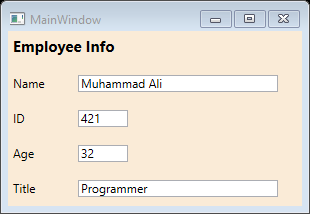 MainWindow
Employee Info
Name Muhammad Ali
ID 421
Age 32
Title Programmer